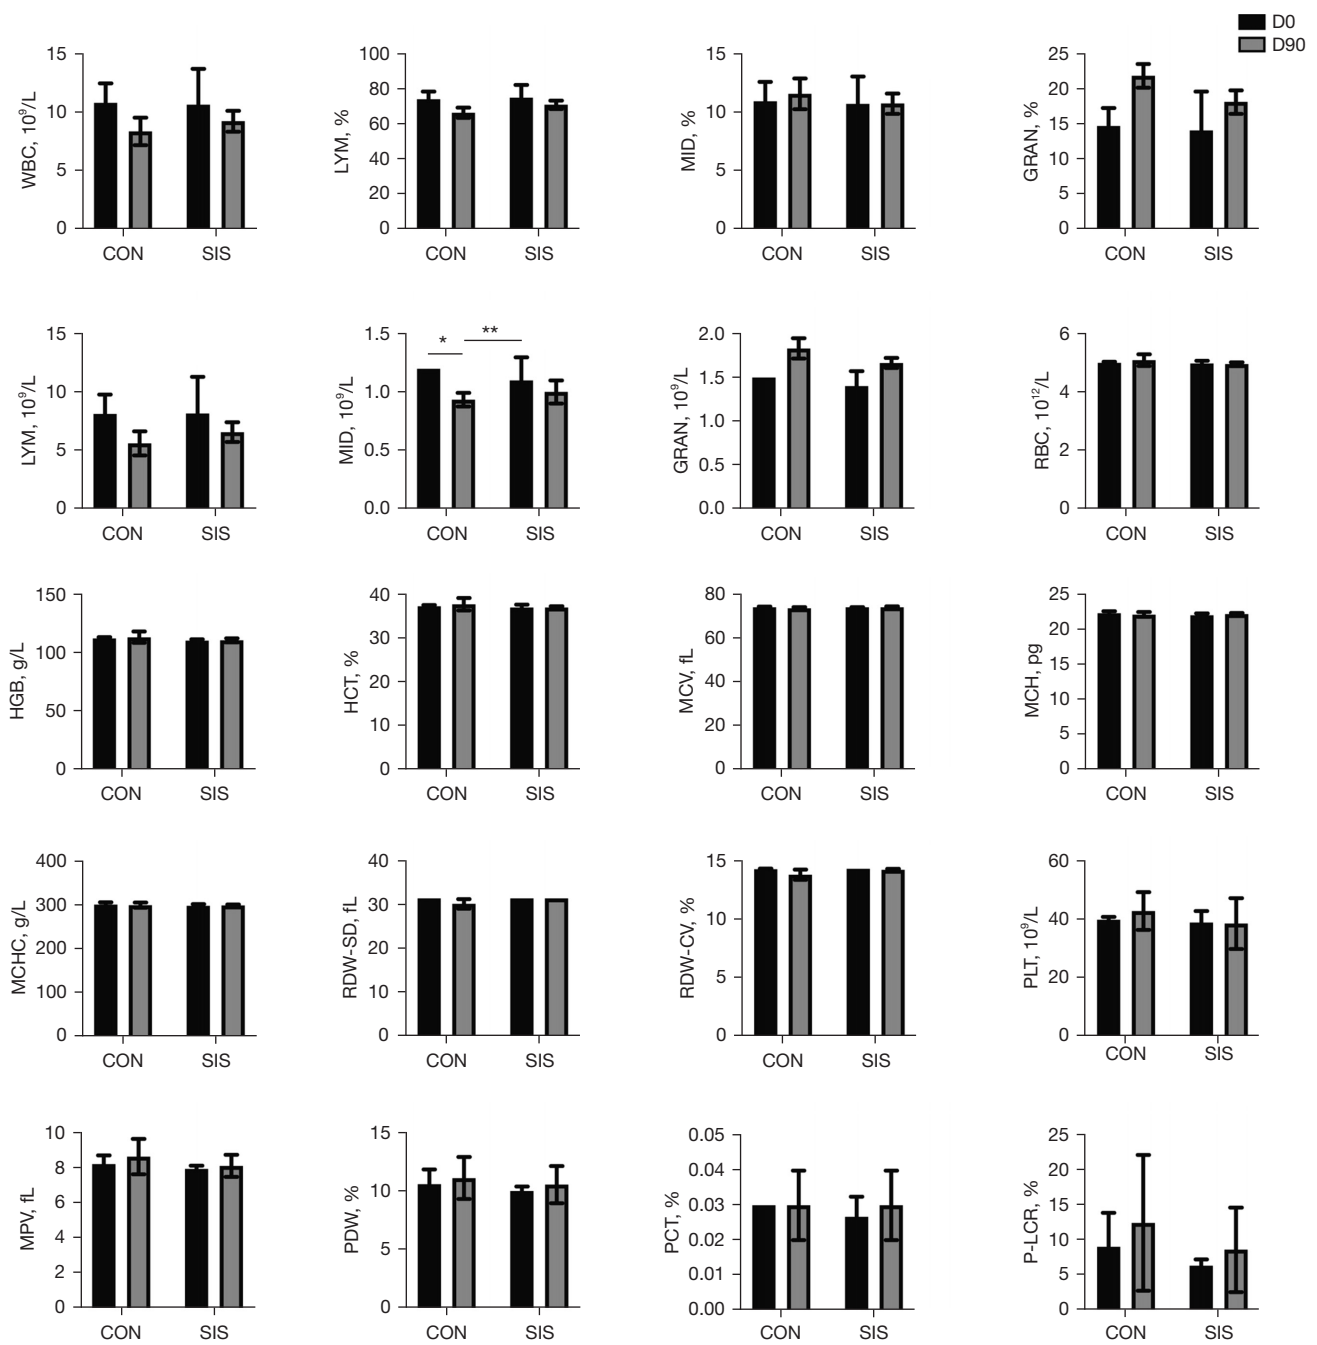 D0
D90
WBC, 10⁹/L
15
10
5
0
CON SIS
LYM, %
100
80
60
40
20
0
CON SIS
MID, %
15
10
5
0
CON SIS
GRAN, %
25
20
15
10
5
0
CON SIS
LYM, 10⁹/L
15
10
5
0
CON SIS
MID, 10⁹/L
1.5
1.0
0.5
0.0
* **
CON SIS
GRAN, 10⁹/L
2.0
1.5
1.0
0.5
0.0
CON SIS
RBC, 10¹²/L
6
4
2
0
CON SIS
HGB, g/L
150
100
50
0
CON SIS
HCT, %
40
30
20
10
0
CON SIS
MCV, fL
80
60
40
20
0
CON SIS
MCH, pg
25
20
15
10
5
0
CON SIS
MCHC, g/L
400
300
200
100
0
CON SIS
RDW-SD, fL
40
30
20
10
0
CON SIS
RDW-CV, %
15
10
5
0
CON SIS
PLT, 10⁹/L
60
40
20
0
CON SIS
MPV, fL
10
8
6
4
2
0
CON SIS
PDW, %
15
10
5
0
CON SIS
PCT, %
0.05
0.04
0.03
0.02
0.01
0.00
CON SIS
P-LCR, %
25
20
15
10
5
0
CON SIS